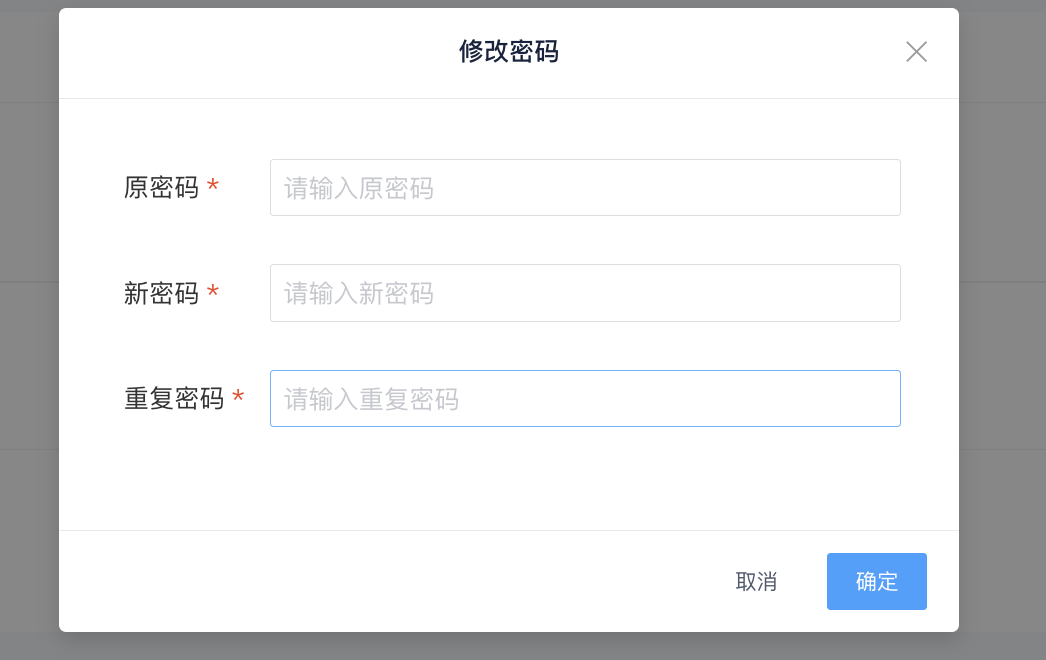 修改密码
原密码 *
请输入原密码
新密码 *
请输入新密码
重复密码 *
请输入重复密码
取消
确定